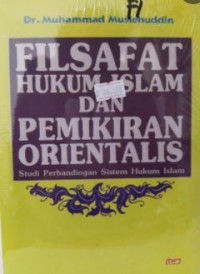 Dr. Muhammad Muslehuddin
FILSAFAT
HUKUM ISLAM
DAN
PEMIKIRAN
ORIENTALIS
Studi Perbandingan Sistem Hukum Islam